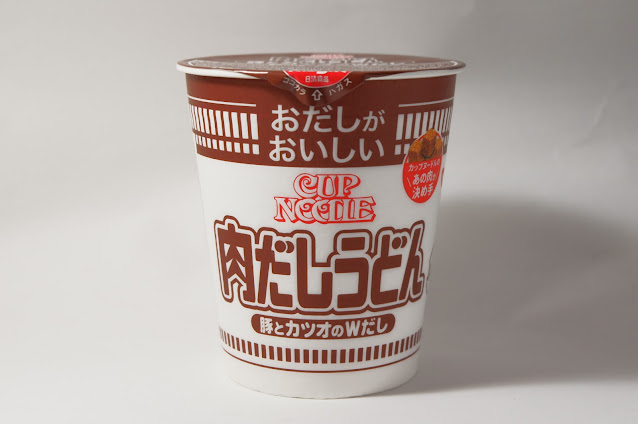 日清食品
ココカラ ハガス
おだしが
おいしい
カップヌードルの
あの肉が
決め手
CUP
NOODLE
肉だしうどん
豚とカツオのWだし